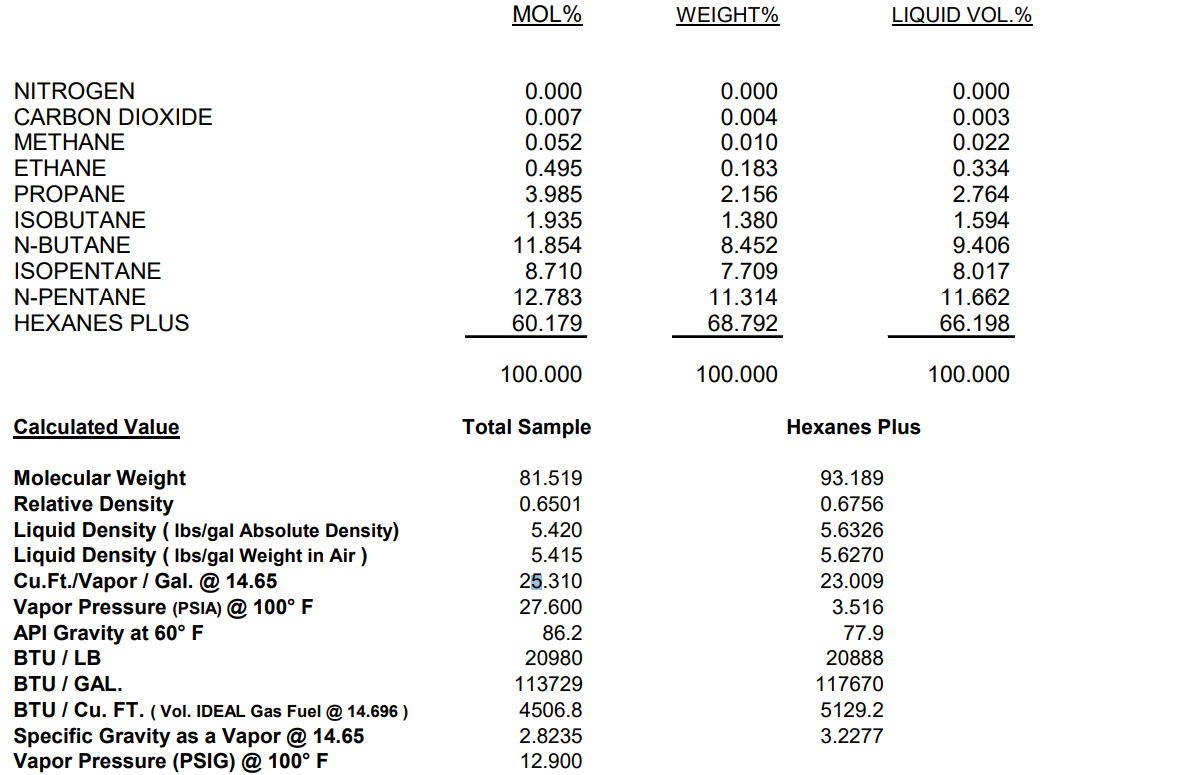 MOL% WEIGHT% LIQUID VOL.%
NITROGEN 0.000 0.000 0.000
CARBON DIOXIDE 0.007 0.004 0.003
METHANE 0.052 0.010 0.022
ETHANE 0.495 0.183 0.334
PROPANE 3.985 2.156 2.764
ISOBUTANE 1.935 1.380 1.594
N-BUTANE 11.854 8.452 9.406
ISOPENTANE 8.710 7.709 8.017
N-PENTANE 12.783 11.314 11.662
HEXANES PLUS 60.179 68.792 66.198
100.000 100.000 100.000
Calculated Value Total Sample Hexanes Plus
Molecular Weight 81.519 93.189
Relative Density 0.6501 0.6756
Liquid Density ( lbs/gal Absolute Density) 5.420 5.6326
Liquid Density ( lbs/gal Weight in Air ) 5.415 5.6270
Cu.Ft./Vapor / Gal. @ 14.65 25.310 23.009
Vapor Pressure (PSIA) @ 100° F 27.600 3.516
API Gravity at 60° F 86.2 77.9
BTU / LB 20980 20888
BTU / GAL. 113729 117670
BTU / Cu. FT. ( Vol. IDEAL Gas Fuel @ 14.696 ) 4506.8 5129.2
Specific Gravity as a Vapor @ 14.65 2.8235 3.2277
Vapor Pressure (PSIG) @ 100° F 12.900